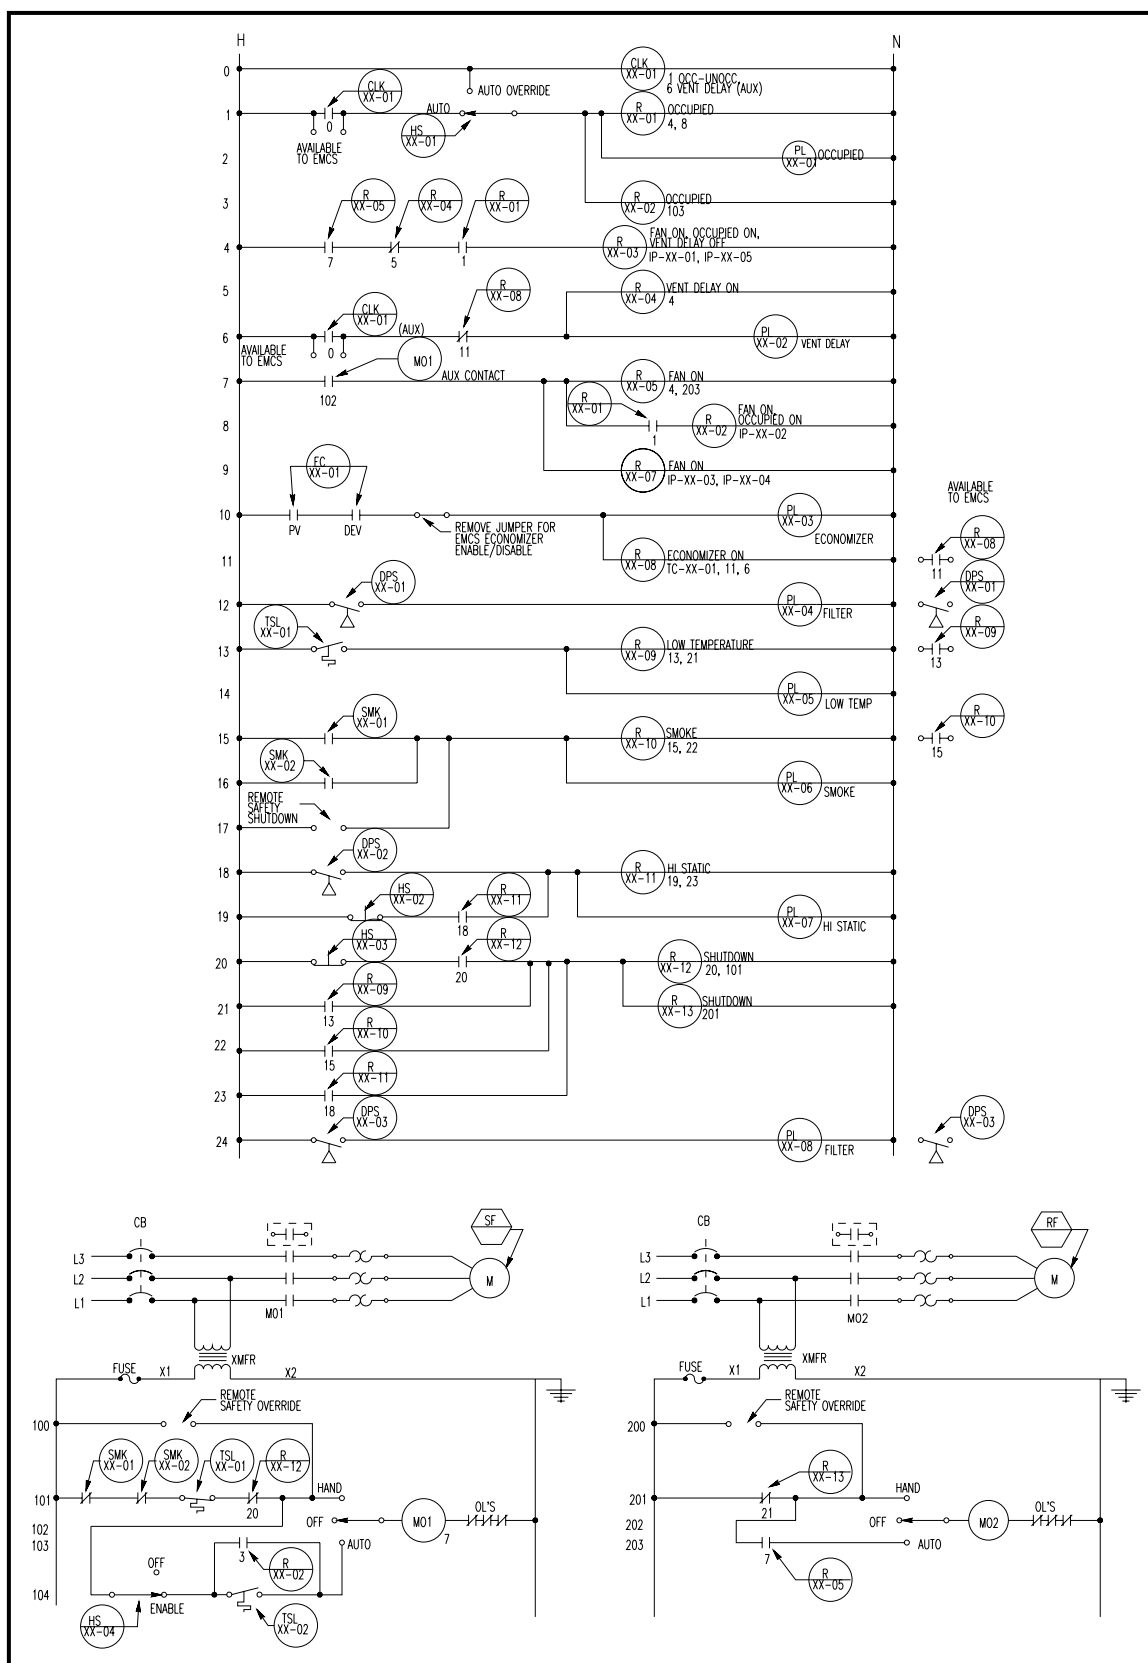 H
N
0
CLK
XX-01
1 OCC-UNOCC,
6 VENT DELAY (AUX)
AUTO OVERRIDE
CLK
XX-01
1
0
AUTO
HS
XX-01
R
XX-01
OCCUPIED
4, 8
AVAILABLE
TO EMCS
2
PL
XX-01
OCCUPIED
3
R
XX-02
OCCUPIED
103
R
XX-05
R
XX-04
R
XX-01
4
7
5
1
R
XX-03
FAN ON, OCCUPIED ON,
VENT DELAY OFF
IP-XX-01, IP-XX-05
5
R
XX-08
R
XX-04
VENT DELAY ON
4
CLK
XX-01
6
0
(AUX)
11
PL
XX-02
VENT DELAY
AVAILABLE
TO EMCS
M01
7
102
AUX CONTACT
R
XX-05
FAN ON
4, 203
8
R
XX-01
1
R
XX-02
FAN ON,
OCCUPIED ON
IP-XX-02
9
R
XX-07
FAN ON
IP-XX-03, IP-XX-04
FC
XX-01
10
PV
DEV
REMOVE JUMPER FOR
EMCS ECONOMIZER
ENABLE/DISABLE
PL
XX-03
ECONOMIZER
AVAILABLE
TO EMCS
11
R
XX-08
ECONOMIZER ON
TC-XX-01, 11, 6
R
XX-08
11
12
DPS
XX-01
PL
XX-04
FILTER
DPS
XX-01
13
TSL
XX-01
R
XX-09
LOW TEMPERATURE
13, 21
R
XX-09
13
14
PL
XX-05
LOW TEMP
15
SMK
XX-01
R
XX-10
SMOKE
15, 22
R
XX-10
15
16
SMK
XX-02
PL
XX-06
SMOKE
17
REMOTE
SAFETY
SHUTDOWN
18
DPS
XX-02
R
XX-11
HI STATIC
19, 23
19
HS
XX-02
R
XX-11
18
PL
XX-07
HI STATIC
20
HS
XX-03
R
XX-12
20
R
XX-12
SHUTDOWN
20, 101
21
R
XX-09
13
R
XX-13
SHUTDOWN
201
22
R
XX-10
15
23
R
XX-11
18
24
DPS
XX-03
PL
XX-08
FILTER
DPS
XX-03
CB
SF
L3
L2
L1
M
M01
XMFR
FUSE
X1
X2
100
REMOTE
SAFETY OVERRIDE
SMK
XX-01
SMK
XX-02
TSL
XX-01
R
XX-12
101
20
HAND
102
OFF
M01
7
OL'S
103
3
R
XX-02
AUTO
OFF
104
ENABLE
HS
XX-04
TSL
XX-02
CB
RF
L3
L2
L1
M
M02
XMFR
FUSE
X1
X2
200
REMOTE
SAFETY OVERRIDE
R
XX-13
201
21
HAND
202
OFF
M02
OL'S
203
7
AUTO
R
XX-05